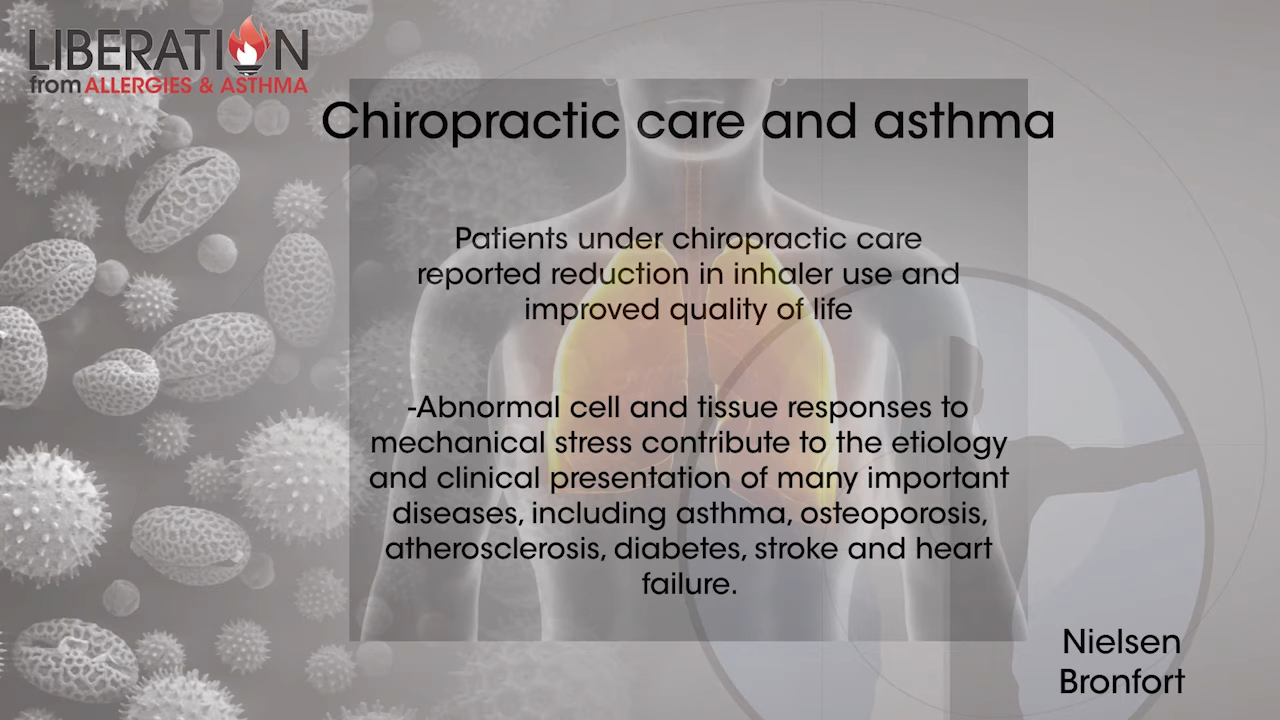 LIBERATION
from ALLERGIES & ASTHMA
Chiropractic care and asthma
Patients under chiropractic care
reported reduction in inhaler use and
improved quality of life
-Abnormal cell and tissue responses to
mechanical stress contribute to the etiology
and clinical presentation of many important
diseases, including asthma, osteoporosis,
atherosclerosis, diabetes, stroke and heart
failure.
Nielsen
Bronfort